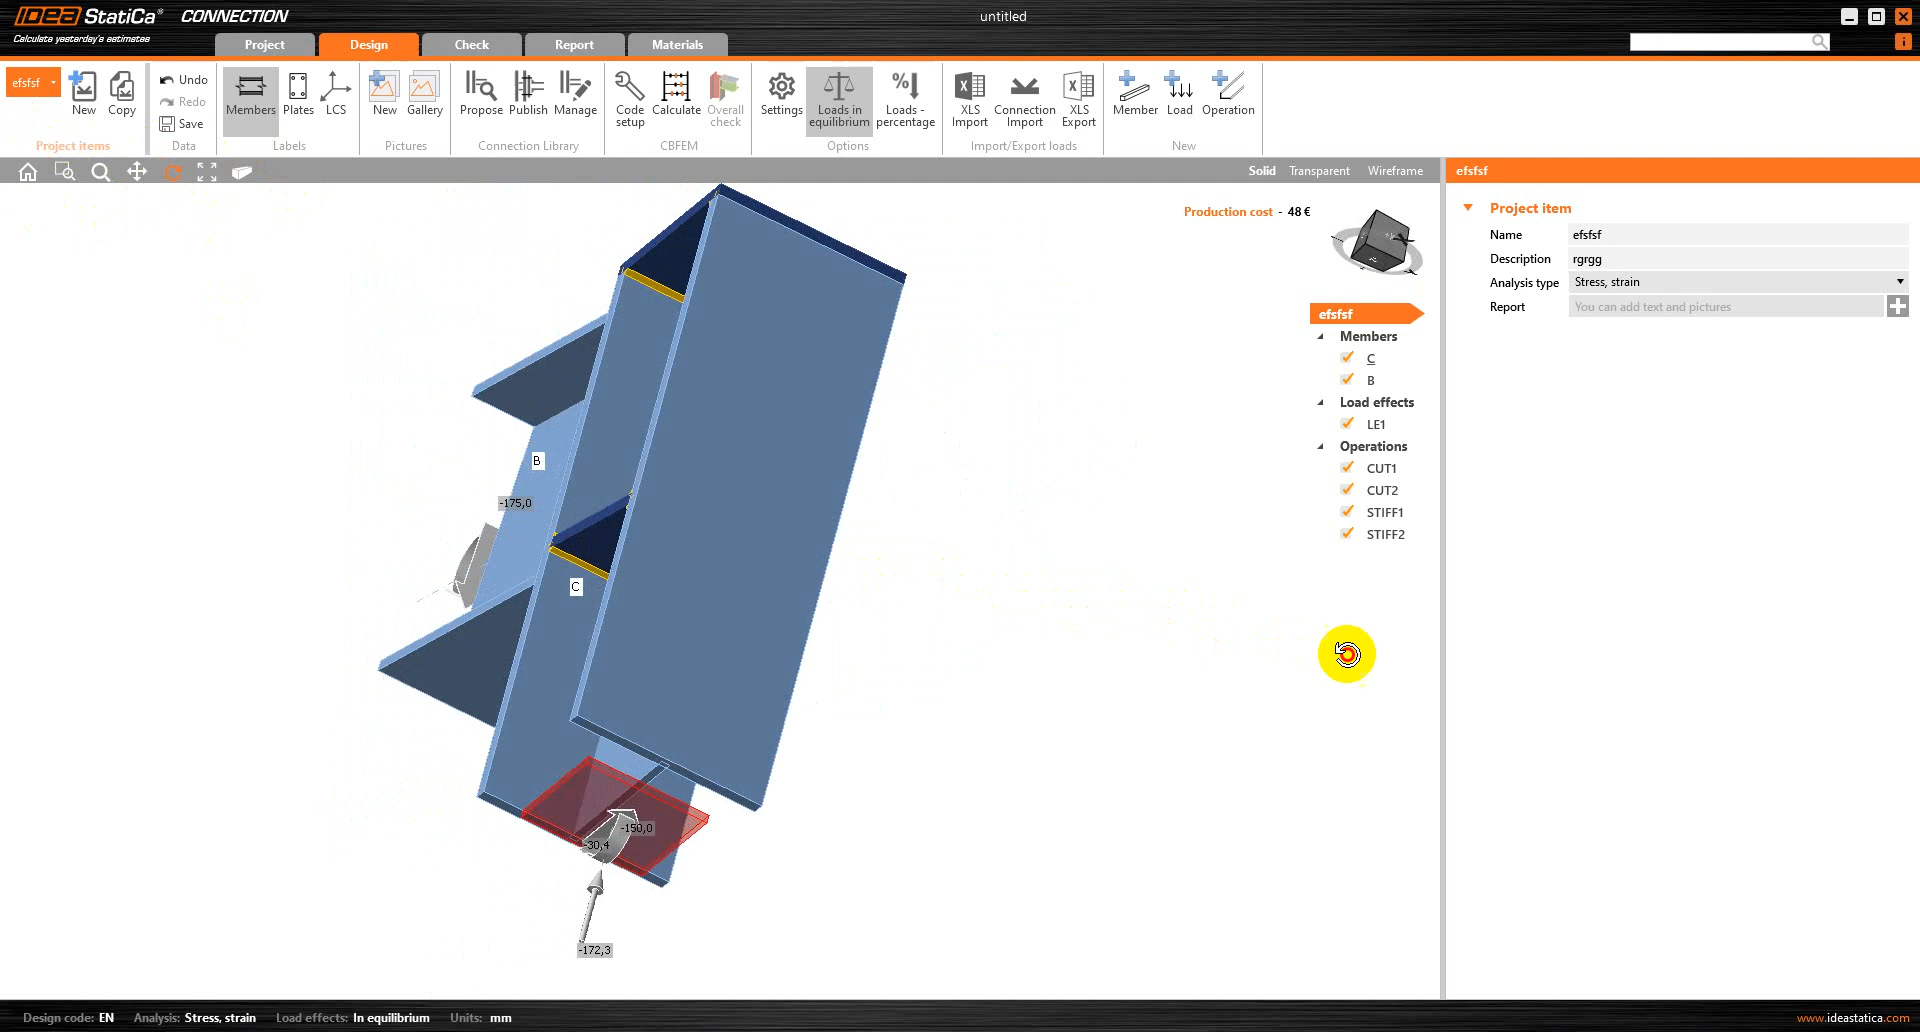 IDEA StatiCa® CONNECTION
untitled
Calculate yesterday's estimates
Project Design Check Report Materials
efsfsf
New Copy
Undo
Redo
Save
Members Plates LCS
New Gallery
Propose Publish Manage
Code setup Calculate Overall check
Settings Loads in equilibrium Loads - percentage
XLS Import Connection Import XLS Export
Member Load Operation
Project items Data Labels Pictures Connection Library CBFEM Options Import/Export loads New
Solid Transparent Wireframe
efsfsf
Production cost - 48 €
Project item
Name efsfsf
Description rgrgg
Analysis type Stress, strain
Report You can add text and pictures
efsfsf
Members
C
B
Load effects
LE1
Operations
CUT1
CUT2
STIFF1
STIFF2
B
-175,0
C
-150,0
-30,4
-172,3
Design code: EN Analysis: Stress, strain Load effects: In equilibrium Units: mm
www.ideastatica.com